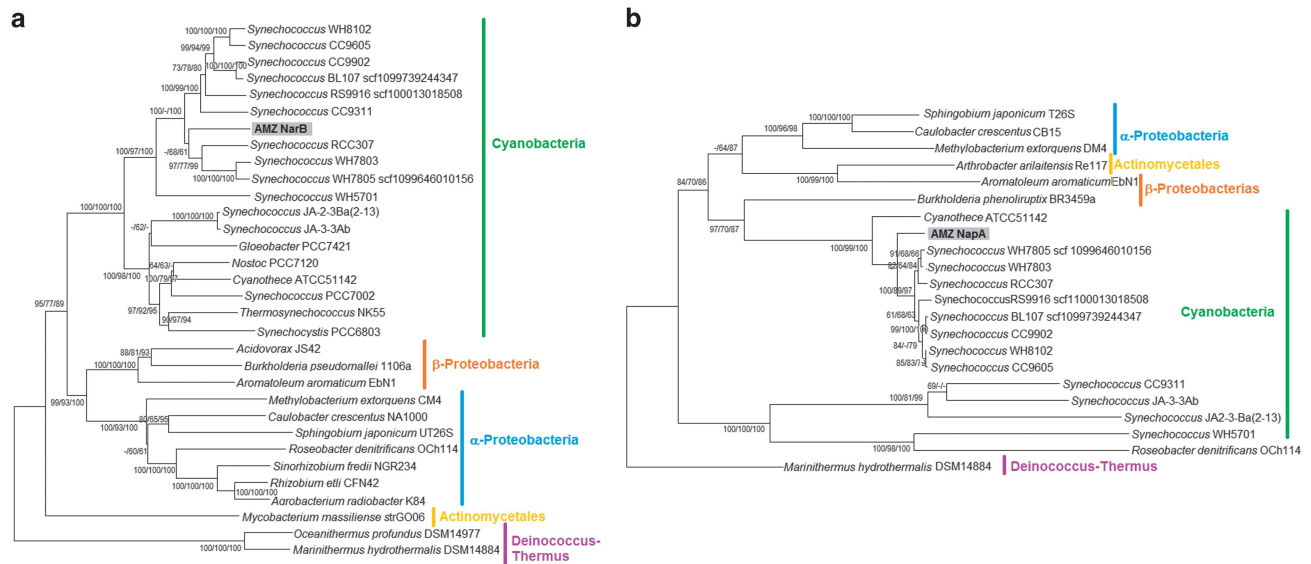 a
Synechococcus WH8102
100/100/100
Synechococcus CC9605
99/94/99
Synechococcus CC9902
73/78/80
100/100/100
Synechococcus BL107 scf1099739244347
100/99/100
Synechococcus RS9916 scf100013018508
100/-/100
Synechococcus CC9311
AMZ NarB
Cyanobacteria
Synechococcus RCC307
-/68/61
100/97/100
97/77/99
Synechococcus WH7803
100/100/100
Synechococcus WH7805 scf1099646010156
Synechococcus WH5701
100/100/100
Synechococcus JA-2-3Ba(2-13)
100/100/100
-/62/-
Synechococcus JA-3-3Ab
Gloeobacter PCC7421
Nostoc PCC7120
64/63/-
100/98/100
100/79/97
Cyanothece ATCC51142
Synechococcus PCC7002
95/77/89
97/92/95
Thermosynechococcus NK55
98/97/94
Synechocystis PCC6803
Acidovorax JS42
88/81/93
β-Proteobacteria
100/100/100
Burkholderia pseudomallei 1106a
Aromatoleum aromaticum EbN1
99/93/100
Methylobacterium extorquens CM4
Caulobacter crescentus NA1000
80/65/95
100/93/100
Sphingobium japonicum UT26S
α-Proteobacteria
-/60/61
Roseobacter denitrificans OCh114
100/100/100
Sinorhizobium fredii NGR234
100/100/100
Rhizobium etli CFN42
100/100/100
Agrobacterium radiobacter K84
Mycobacterium massiliense strGO06
Actinomycetales
Oceanithermus profundus DSM14977
Deinococcus-
100/100/100
Marinithermus hydrothermalis DSM14884
Thermus
b
Sphingobium japonicum T26S
100/100/100
100/96/98
Caulobacter crescentus CB15
α-Proteobacteria
Methylobacterium extorquens DM4
-/64/87
Arthrobacter arilaitensis Re117
Actinomycetales
100/99/100
Aromatoleum aromaticum EbN1
84/70/86
β-Proteobacterias
Burkholderia phenoliruptix BR3459a
97/70/87
Cyanothece ATCC51142
AMZ NapA
100/99/100
Synechococcus WH7805 scf 1099646010156
91/68/66
Synechococcus WH7803
82/64/84
Synechococcus RCC307
100/89/97
SynechococcusRS9916 scf1100013018508
Cyanobacteria
61/68/63
Synechococcus BL107 scf1099739244347
Synechococcus CC9902
84/-/79
Synechococcus WH8102
Synechococcus CC9605
69/-/-
Synechococcus CC9311
100/81/99
Synechococcus JA-3-3Ab
Synechococcus JA2-3-Ba(2-13)
100/100/100
Synechococcus WH5701
100/98/100
Roseobacter denitrificans OCh114
Marinithermus hydrothermalis DSM14884
Deinococcus-Thermus